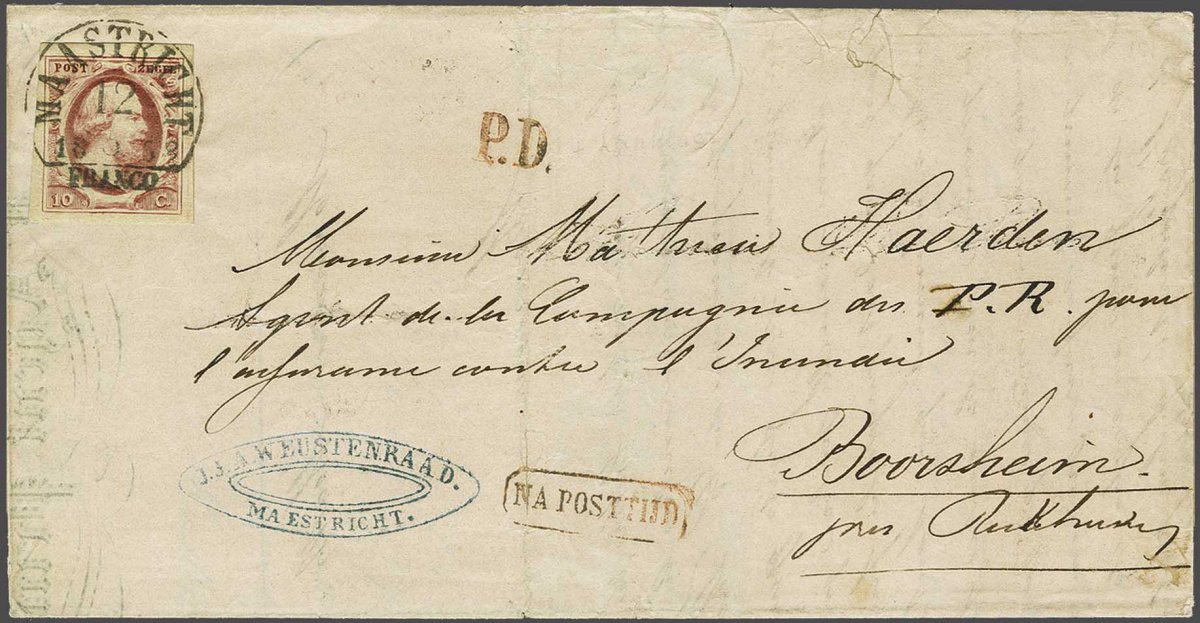 MAASTRICHT
POST ZEGEL
12
FRANCO
10 C.
P.D.
Monsieur Mathieu Haerden
Agent de la Compagnie des P.R. pour
l'assurance contre l'Incendie
J.J.A WEUSTENRAAD.
MAESTRICHT.
NA POSTTIJD
Boorsheim
près